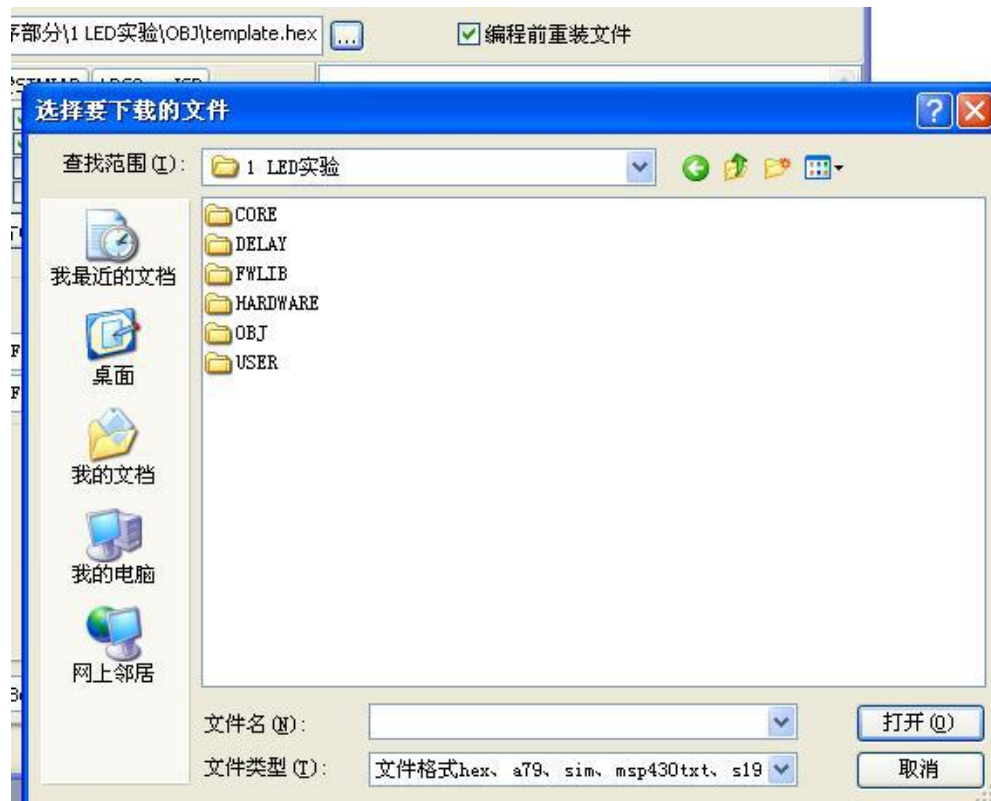 序部分\1 LED实验\OBJ\template.hex ... 编程前重装文件
选择要下载的文件
查找范围(I): 1 LED实验
CORE
DELAY
FWLIB
HARDWARE
OBJ
USER
我最近的文档
桌面
我的文档
我的电脑
网上邻居
文件名(N):
打开(O)
文件类型(T): 文件格式hex、a79、sim、msp430txt、s19
取消